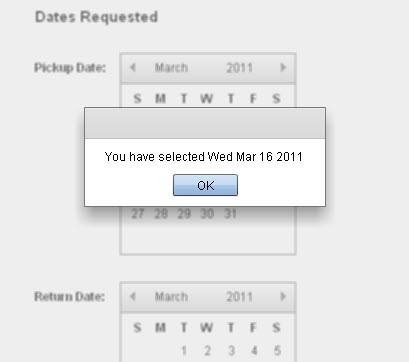 Dates Requested
Pickup Date:
March 2011
S M T W T F S
You have selected Wed Mar 16 2011
OK
27 28 29 30 31
Return Date:
March 2011
S M T W T F S
1 2 3 4 5